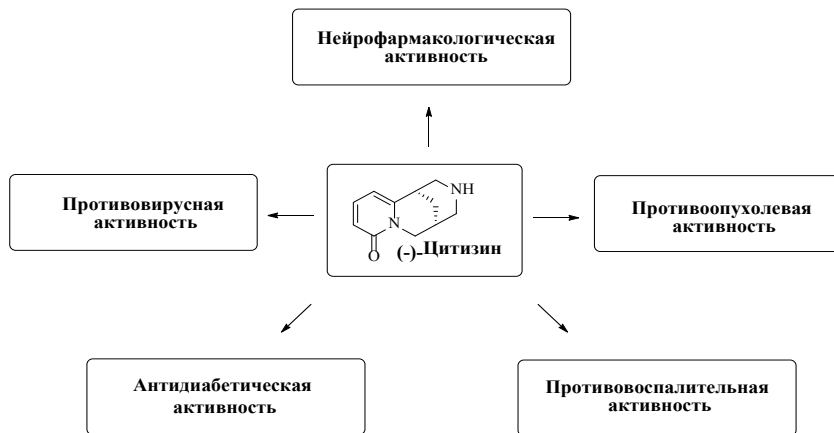 Нейрофармакологическая
активность
Противовирусная
активность
NH
N
O
(-)-Цитизин
Противоопухолевая
активность
Антидиабетическая
активность
Противовоспалительная
активность